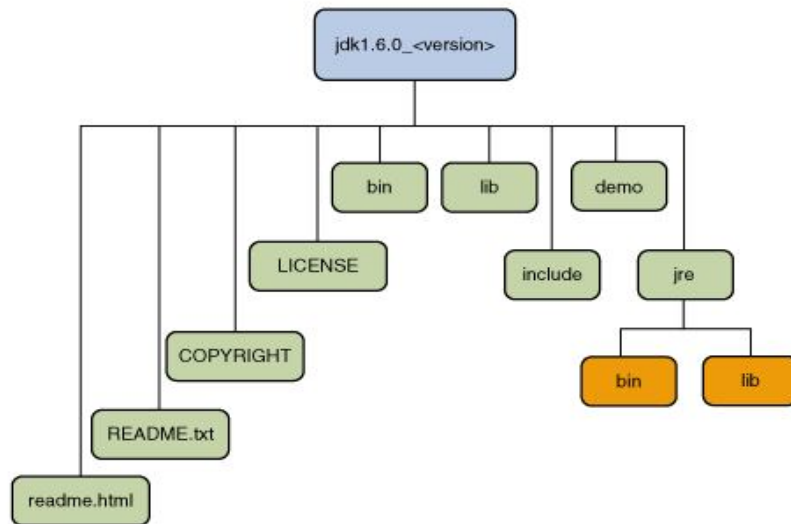 jdk1.6.0_<version>
bin
lib
demo
LICENSE
include
jre
COPYRIGHT
bin
lib
README.txt
readme.html